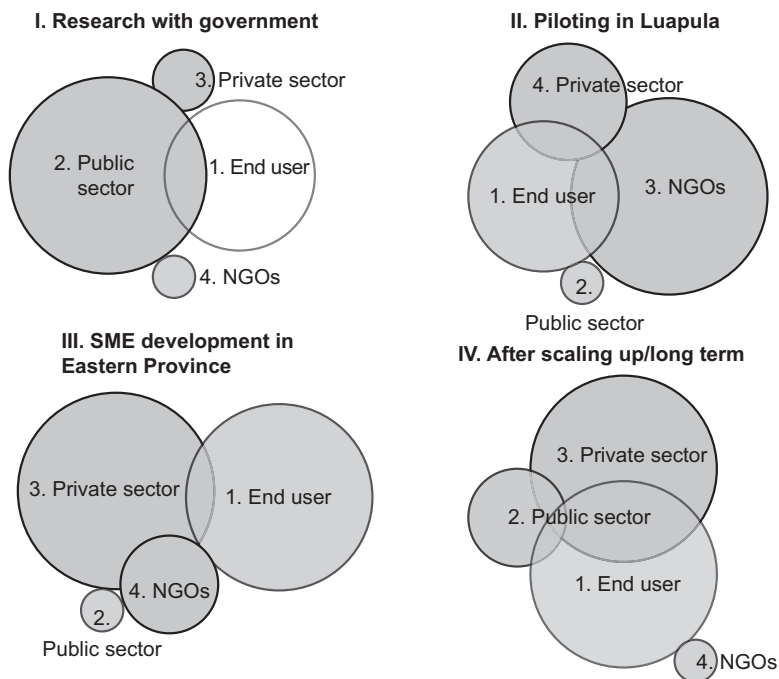 I. Research with government
3. Private sector
2. Public
sector
1. End user
4. NGOs
II. Piloting in Luapula
4. Private sector
1. End user
3. NGOs
2.
Public sector
III. SME development in
Eastern Province
3. Private sector
1. End user
4. NGOs
2.
Public sector
IV. After scaling up/long term
3. Private sector
2. Public sector
1. End user
4. NGOs